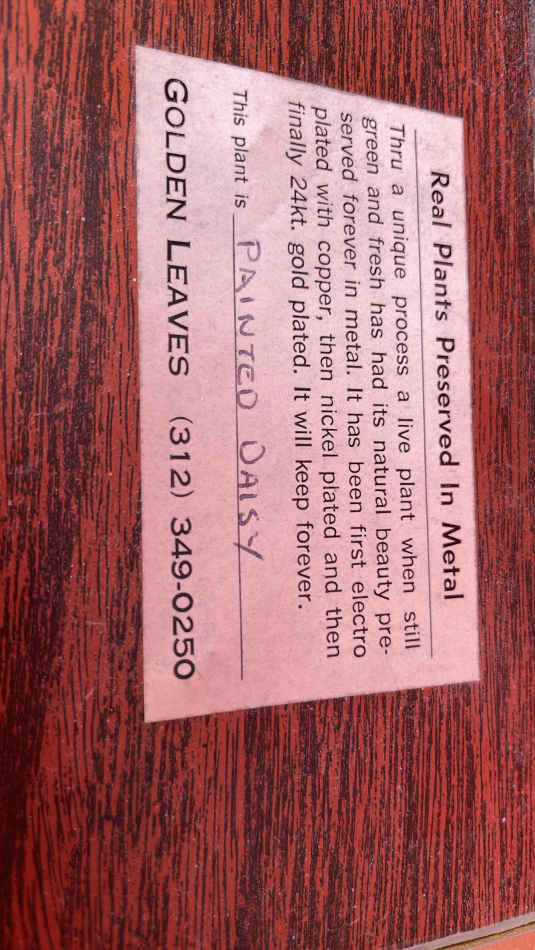 Real Plants Preserved In Metal
Thru a unique process a live plant when still
green and fresh has had its natural beauty pre-
served forever in metal. It has been first electro
plated with copper, then nickel plated and then
finally 24kt. gold plated. It will keep forever.
This plant is PAINTED DAISY
GOLDEN LEAVES (312) 349-0250